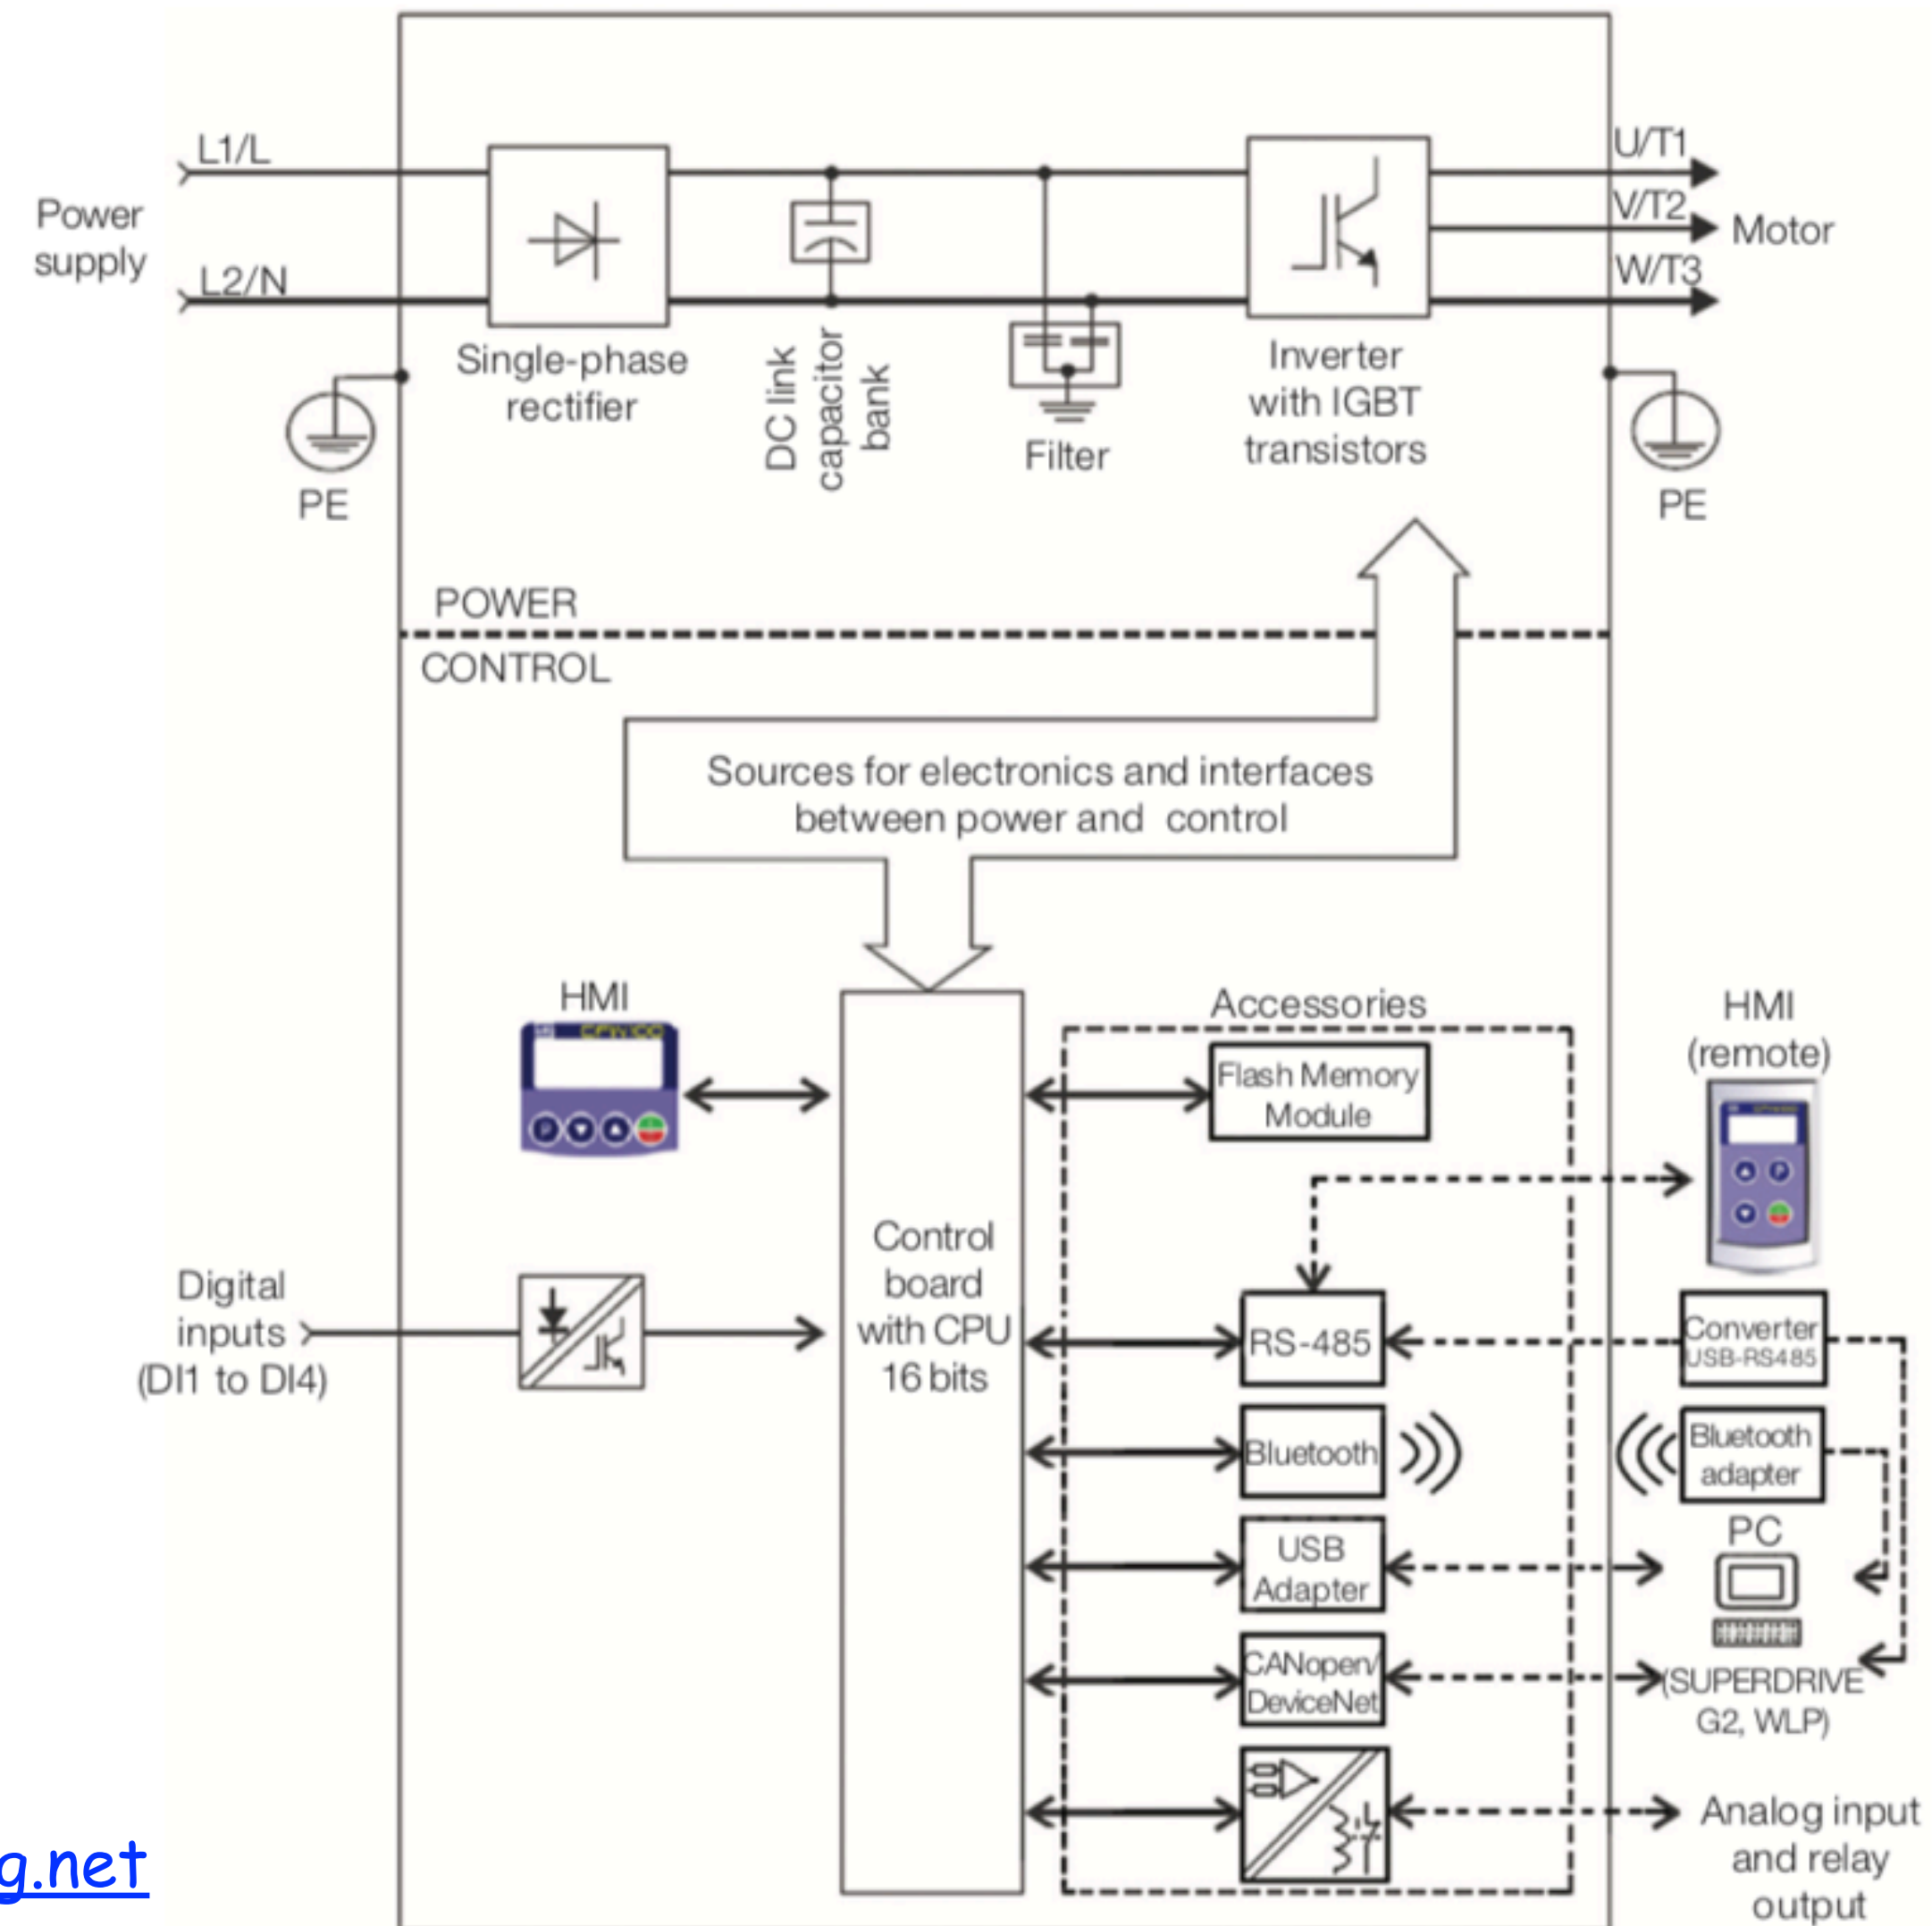 L1/L
Power
supply
L2/N
U/T1
V/T2
Motor
W/T3
Single-phase
rectifier
DC link
capacitor
bank
Filter
Inverter
with IGBT
transistors
PE
PE
POWER
CONTROL
Sources for electronics and interfaces
between power and control
HMI
CFW100
P
Accessories
Flash Memory
Module
HMI
(remote)
P
Control
board
with CPU
16 bits
Digital
inputs
(DI1 to DI4)
RS-485
Converter
USB-RS485
Bluetooth
Bluetooth
adapter
PC
USB
Adapter
CANopen/
DeviceNet
(SUPERDRIVE
G2, WLP)
Analog input
and relay
output
g.net